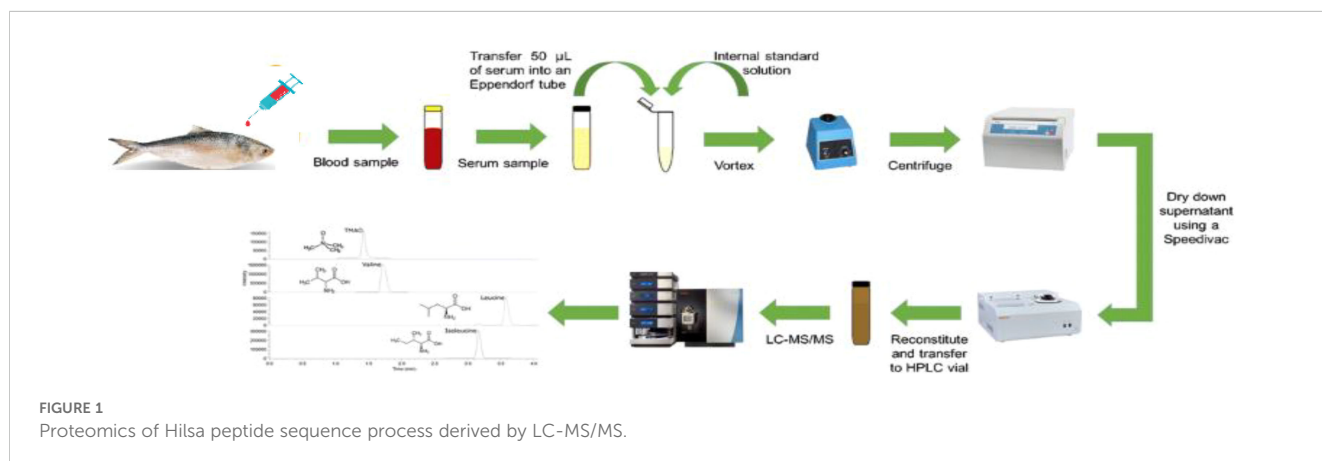 Transfer 50 µL
of serum into an
Eppendorf tube
Internal standard
solution
Blood sample
Serum sample
Vortex
Centrifuge
Dry down
supernatant
using a
Speedivac
Reconstitute
and transfer
to HPLC vial
LC-MS/MS
TMAO
Valine
Leucine
Isoleucine
Time (min)
FIGURE 1
Proteomics of Hilsa peptide sequence process derived by LC-MS/MS.